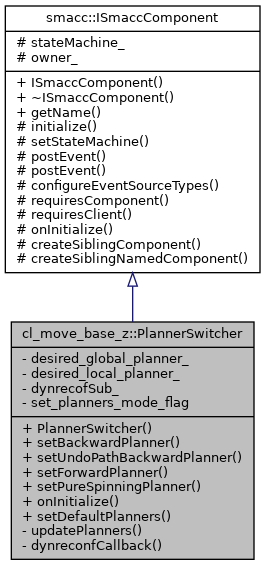 smacc::ISmaccComponent
# stateMachine_
# owner_
+ ISmaccComponent()
+ ~ISmaccComponent()
+ getName()
# initialize()
# setStateMachine()
# postEvent()
# postEvent()
# configureEventSourceTypes()
# requiresComponent()
# requiresClient()
# onInitialize()
# createSiblingComponent()
# createSiblingNamedComponent()
cl_move_base_z::PlannerSwitcher
- desired_global_planner_
- desired_local_planner_
- dynrecofSub_
- set_planners_mode_flag
+ PlannerSwitcher()
+ setBackwardPlanner()
+ setUndoPathBackwardPlanner()
+ setForwardPlanner()
+ setPureSpinningPlanner()
+ onInitialize()
+ setDefaultPlanners()
- updatePlanners()
- dynreconfCallback()